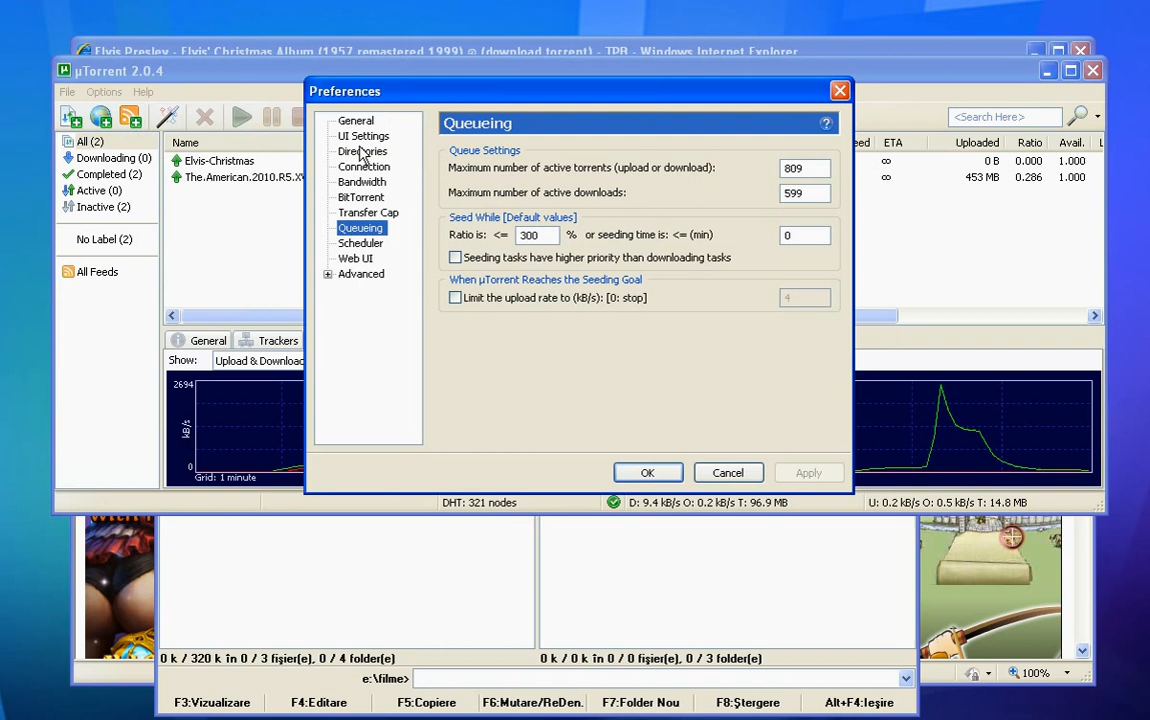 Elvis Presley - Elvis' Christmas Album (1957 remastered 1999) (download torrent) - TPB - Windows Internet Explorer
µTorrent 2.0.4
File Options Help
<Search Here>
All (2)
Downloading (0)
Completed (2)
Active (0)
Inactive (2)
No Label (2)
All Feeds
Name
ETA Uploaded Ratio Avail.
Elvis-Christmas
∞ 0 B 0.000 1.000
The.American.2010.R5.X
∞ 453 MB 0.286 1.000
General Trackers
Show: Upload & Download
2694
kB/s
0
Grid: 1 minute
DHT: 321 nodes
D: 9.4 kB/s O: 0.2 kB/s T: 96.9 MB
U: 0.2 kB/s O: 0.5 kB/s T: 14.8 MB
Preferences
General
UI Settings
Directories
Connection
Bandwidth
BitTorrent
Transfer Cap
Queueing
Scheduler
Web UI
Advanced
Queueing
Queue Settings
Maximum number of active torrents (upload or download): 809
Maximum number of active downloads: 599
Seed While [Default values]
Ratio is: <= 300 % or seeding time is: <= (min) 0
Seeding tasks have higher priority than downloading tasks
When µTorrent Reaches the Seeding Goal
Limit the upload rate to (kB/s): [0: stop] 4
OK Cancel Apply
0 k / 320 k în 0 / 3 fişier(e), 0 / 4 folder(e)
0 k / 0 k în 0 / 0 fişier(e), 0 / 3 folder(e)
e:\filme>
F3:Vizualizare F4:Editare F5:Copiere F6:Mutare/ReDen. F7:Folder Nou F8:Ştergere Alt+F4:Ieşire
100%